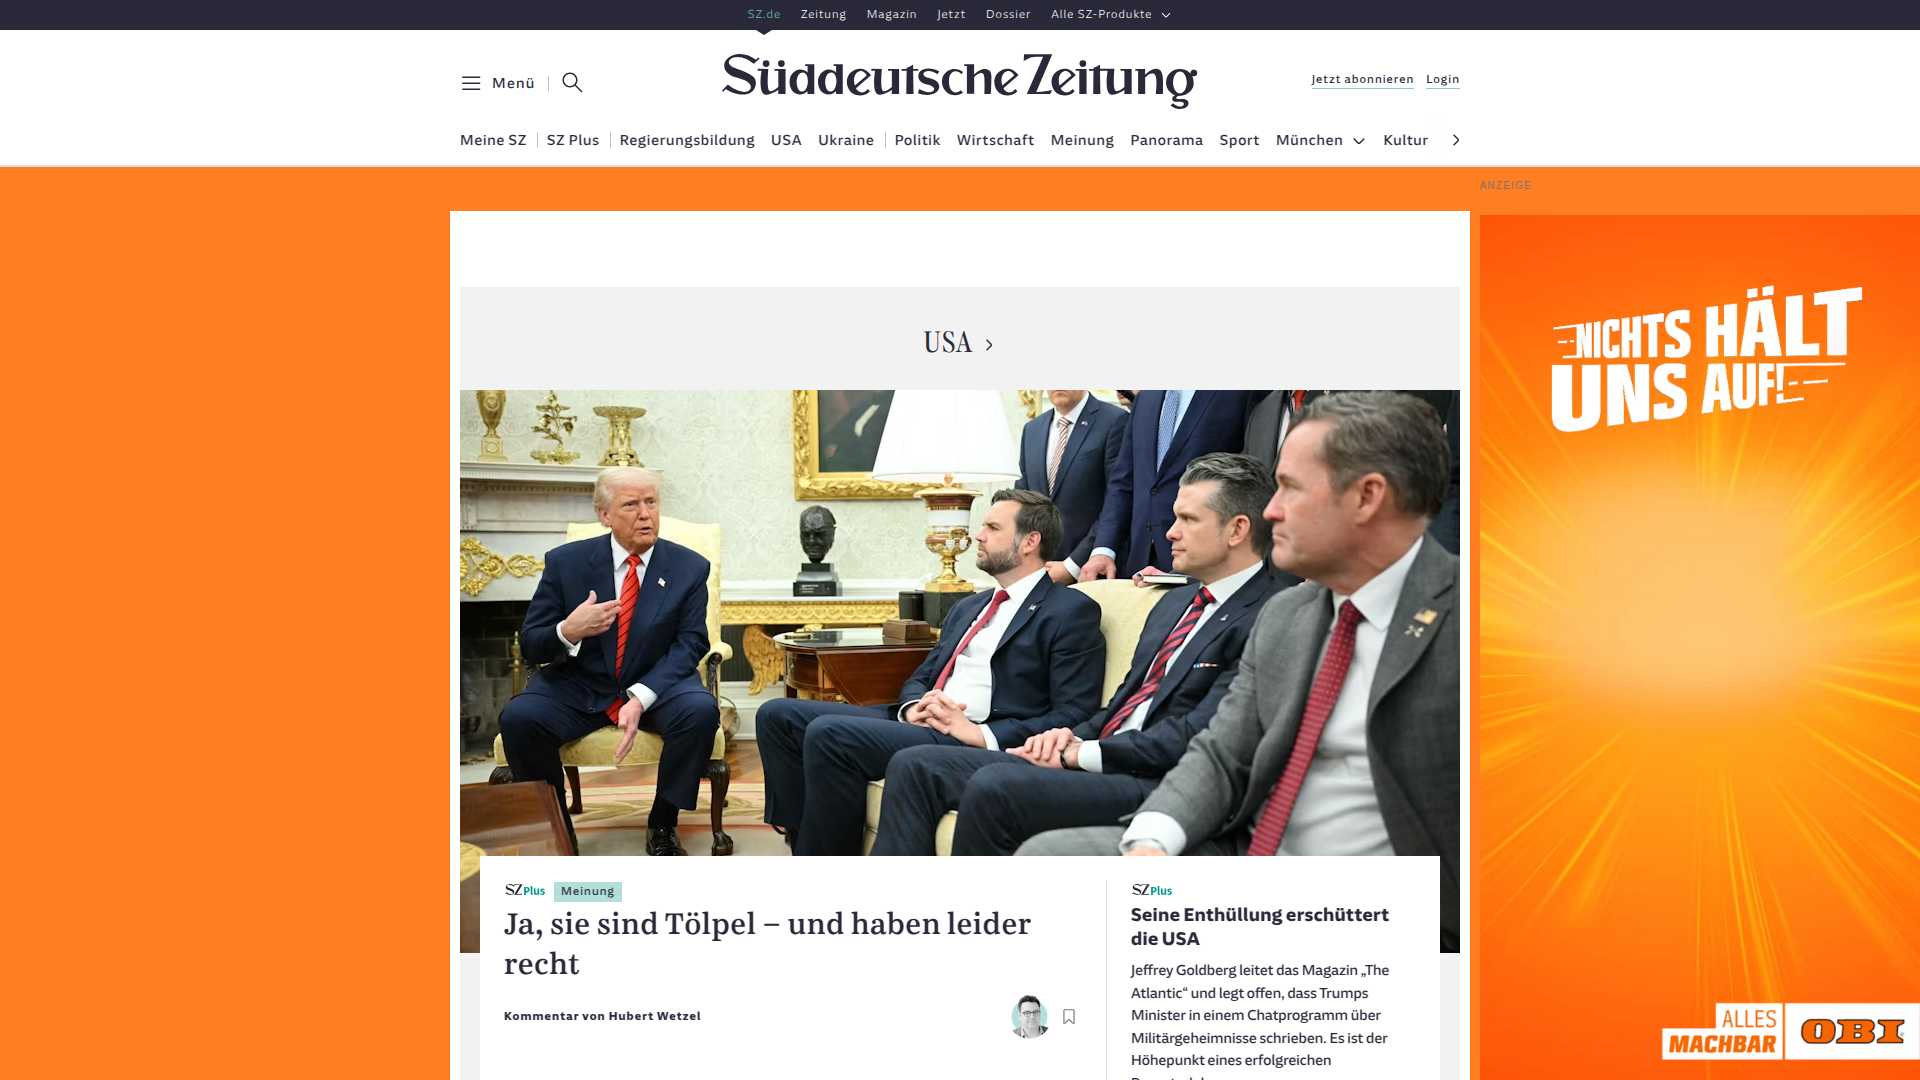 SZ.de Zeitung Magazin Jetzt Dossier Alle SZ-Produkte
Menü
Süddeutsche Zeitung
Jetzt abonnieren Login
Meine SZ SZ Plus Regierungsbildung USA Ukraine Politik Wirtschaft Meinung Panorama Sport München Kultur
ANZEIGE
USA
NICHTS HÄLT
UNS AUF!
SZ Plus Meinung
Ja, sie sind Tölpel – und haben leider
recht
Kommentar von Hubert Wetzel
SZ Plus
Seine Enthüllung erschüttert
die USA
Jeffrey Goldberg leitet das Magazin „The
Atlantic“ und legt offen, dass Trumps
Minister in einem Chatprogramm über
Militärgeheimnisse schrieben. Es ist der
Höhepunkt eines erfolgreichen
ALLES
MACHBAR
OBI